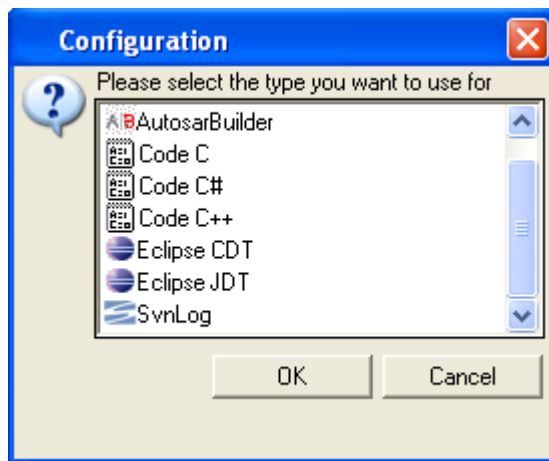 Configuration
Please select the type you want to use for
AutosarBuilder
Code C
Code C#
Code C++
Eclipse CDT
Eclipse JDT
SvnLog
OK
Cancel